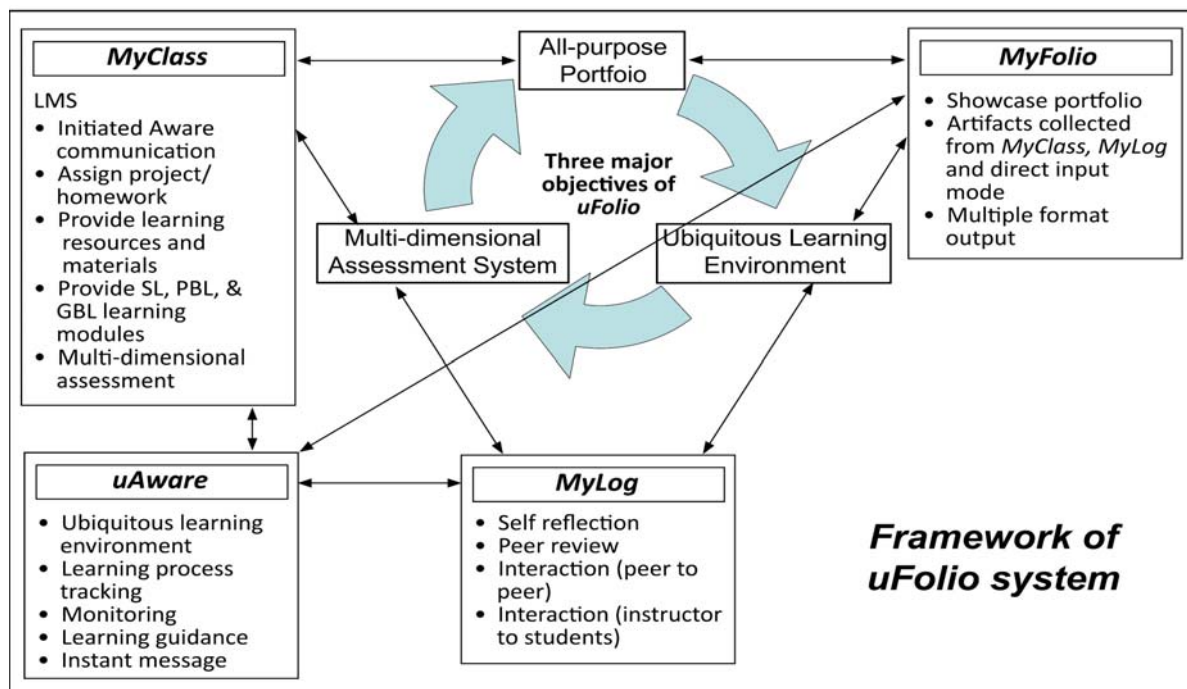 MyClass
LMS
• Initiated Aware
communication
• Assign project/
homework
• Provide learning
resources and
materials
• Provide SL, PBL, &
GBL learning
modules
• Multi-dimensional
assessment
All-purpose
Portfoio
MyFolio
• Showcase portfolio
• Artifacts collected
from MyClass, MyLog
and direct input
mode
• Multiple format
output
Three major
objectives of
uFolio
Multi-dimensional
Assessment System
Ubiquitous Learning
Environment
uAware
• Ubiquitous learning
environment
• Learning process
tracking
• Monitoring
• Learning guidance
• Instant message
MyLog
• Self reflection
• Peer review
• Interaction (peer to
peer)
• Interaction (instructor
to students)
Framework of
uFolio system